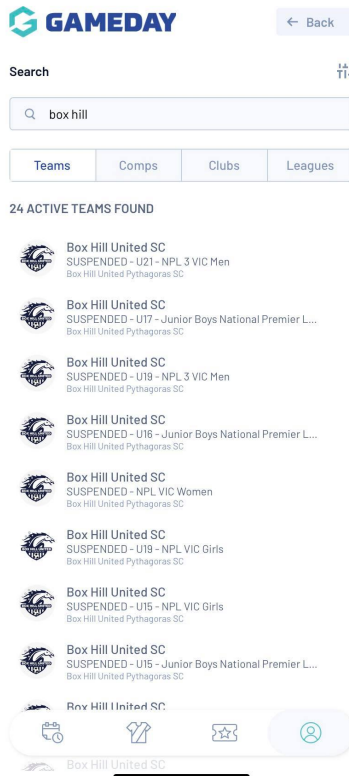 GAMEDAY
← Back
Search
box hill
Teams
Comps
Clubs
Leagues
24 ACTIVE TEAMS FOUND
Box Hill United SC
SUSPENDED - U21 - NPL 3 VIC Men
Box Hill United Pythagoras SC
Box Hill United SC
SUSPENDED - U17 - Junior Boys National Premier L...
Box Hill United Pythagoras SC
Box Hill United SC
SUSPENDED - U19 - NPL 3 VIC Men
Box Hill United Pythagoras SC
Box Hill United SC
SUSPENDED - U16 - Junior Boys National Premier L...
Box Hill United Pythagoras SC
Box Hill United SC
SUSPENDED - NPL VIC Women
Box Hill United Pythagoras SC
Box Hill United SC
SUSPENDED - U19 - NPL VIC Girls
Box Hill United Pythagoras SC
Box Hill United SC
SUSPENDED - U15 - NPL VIC Girls
Box Hill United Pythagoras SC
Box Hill United SC
SUSPENDED - U15 - Junior Boys National Premier L...
Box Hill United Pythagoras SC
Box Hill United SC
Box Hill United SC